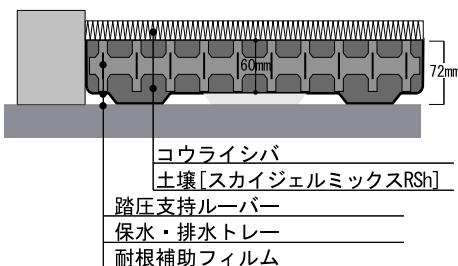 60mm
72mm
コウライシバ
土壌[スカイジェルミックスRSh]
踏圧支持ルーバー
保水・排水トレー
耐根補助フィルム